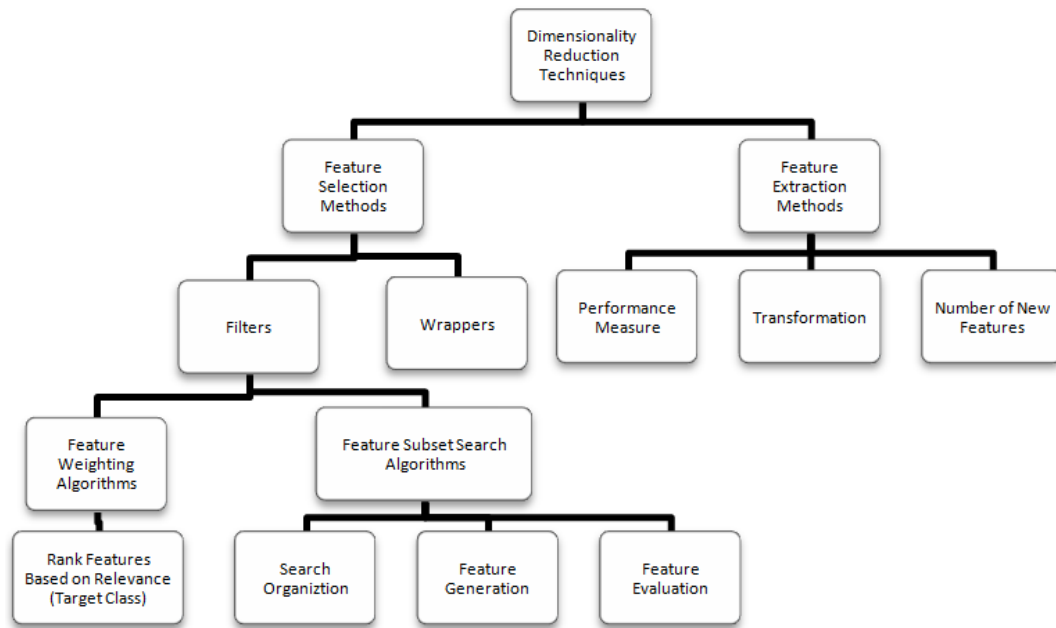 Dimensionality
Reduction
Techniques
Feature
Selection
Methods
Feature
Extraction
Methods
Filters
Wrappers
Performance
Measure
Transformation
Number of New
Features
Feature
Weighting
Algorithms
Feature Subset Search
Algorithms
Rank Features
Based on Relevance
(Target Class)
Search
Organiztion
Feature
Generation
Feature
Evaluation